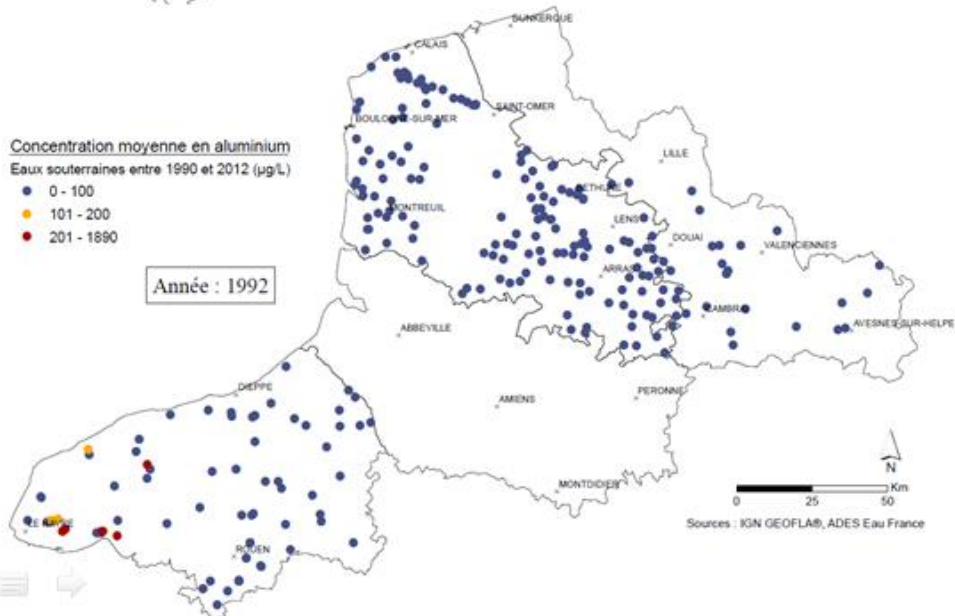 DUNKERQUE
CALAIS
SAINT-OMER
BOULOGNE-SUR-MER
Concentration moyenne en aluminium
Eaux souterraines entre 1990 et 2012 (µg/L)
0 - 100
101 - 200
201 - 1890
LILLE
BETHUNE
MONTREUIL
LENS
DOUAI
VALENCIENNES
ARRAS
Année : 1992
CAMBRAI
AVESNES-SUR-HELPE
ABBEVILLE
DIEPPE
PERONNE
AMIENS
N
MONTDIDIER
Km
0 25 50
Sources : IGN GEOFLA®, ADES Eau France
LE HAVRE
ROUEN